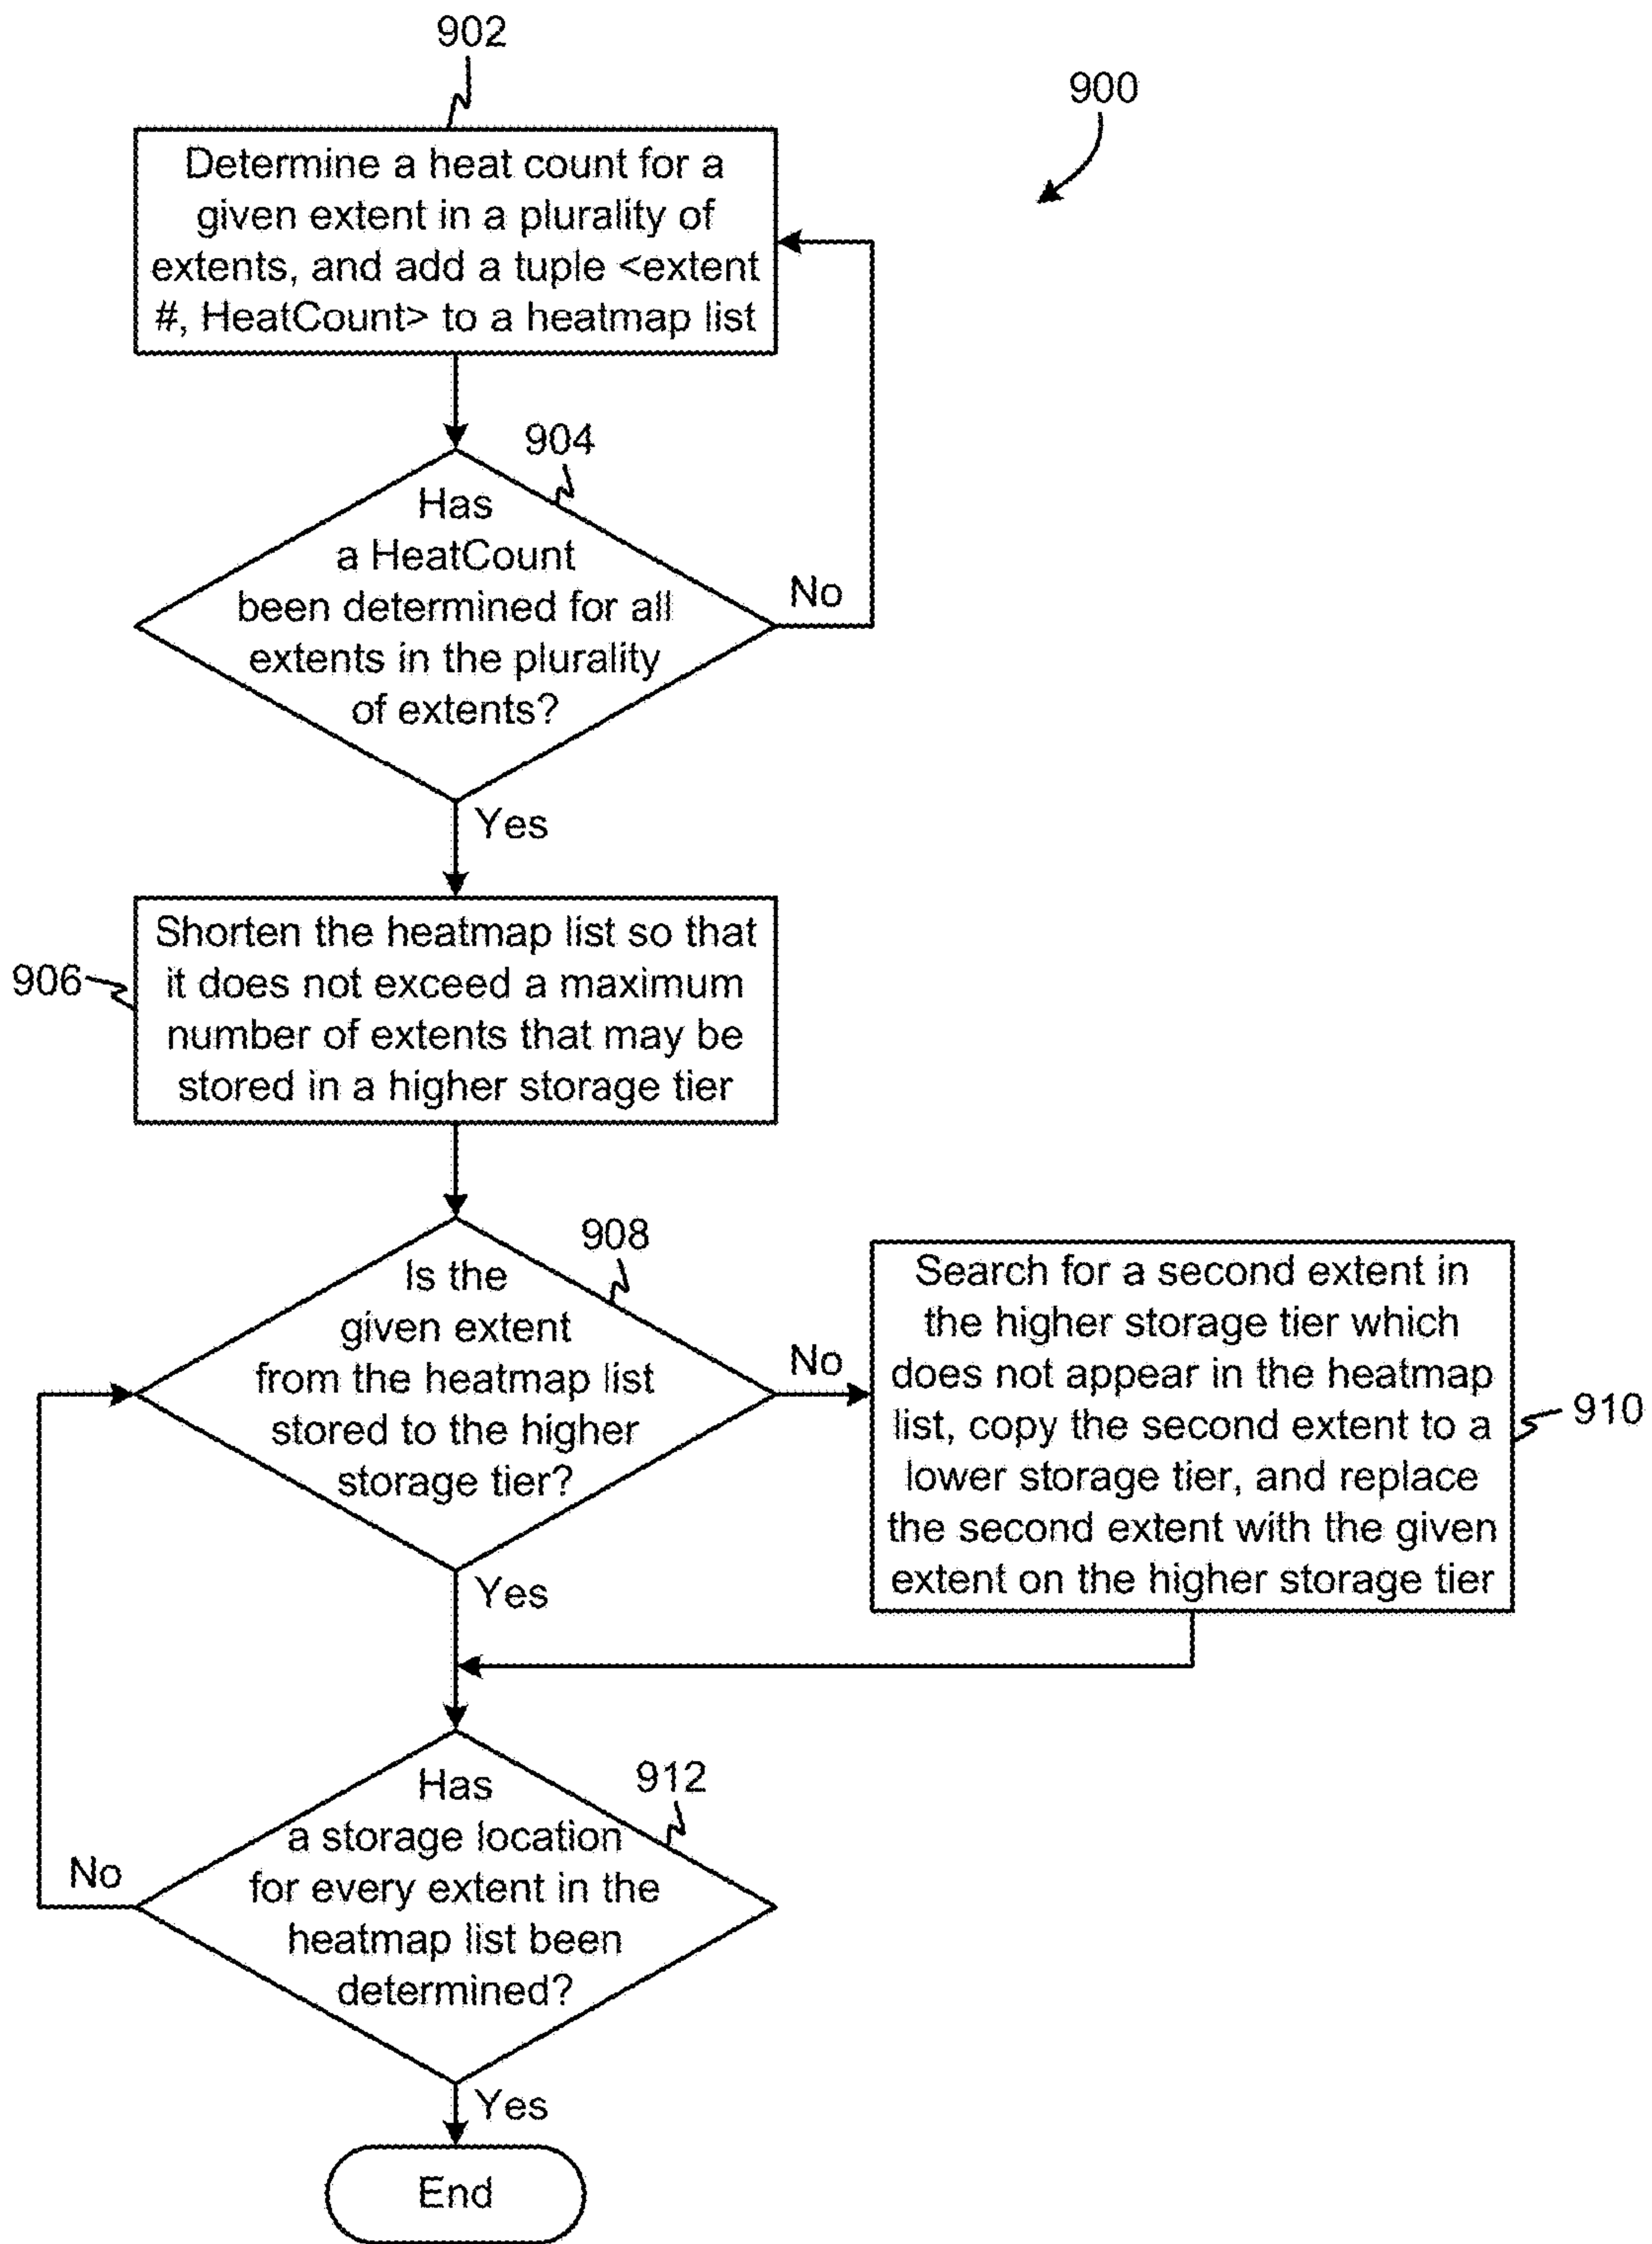 902
900
Determine a heat count for a
given extent in a plurality of
extents, and add a tuple <extent
#, HeatCount> to a heatmap list
904
Has
a HeatCount
been determined for all
extents in the plurality
of extents?
No
Yes
906
Shorten the heatmap list so that
it does not exceed a maximum
number of extents that may be
stored in a higher storage tier
908
Is the
given extent
from the heatmap list
stored to the higher
storage tier?
No
Yes
Search for a second extent in
the higher storage tier which
does not appear in the heatmap
list, copy the second extent to a
lower storage tier, and replace
the second extent with the given
extent on the higher storage tier
910
912
Has
a storage location
for every extent in the
heatmap list been
determined?
No
Yes
End